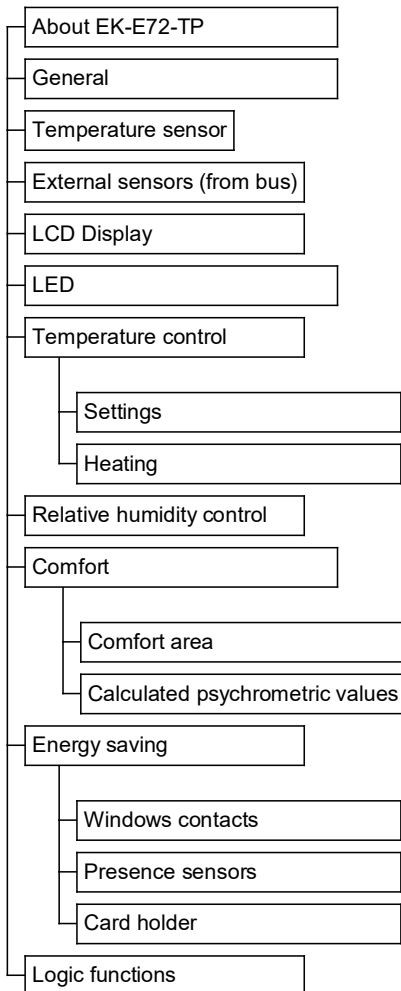 About EK-E72-TP
General
Temperature sensor
External sensors (from bus)
LCD Display
LED
Temperature control
Settings
Heating
Relative humidity control
Comfort
Comfort area
Calculated psychrometric values
Energy saving
Windows contacts
Presence sensors
Card holder
Logic functions